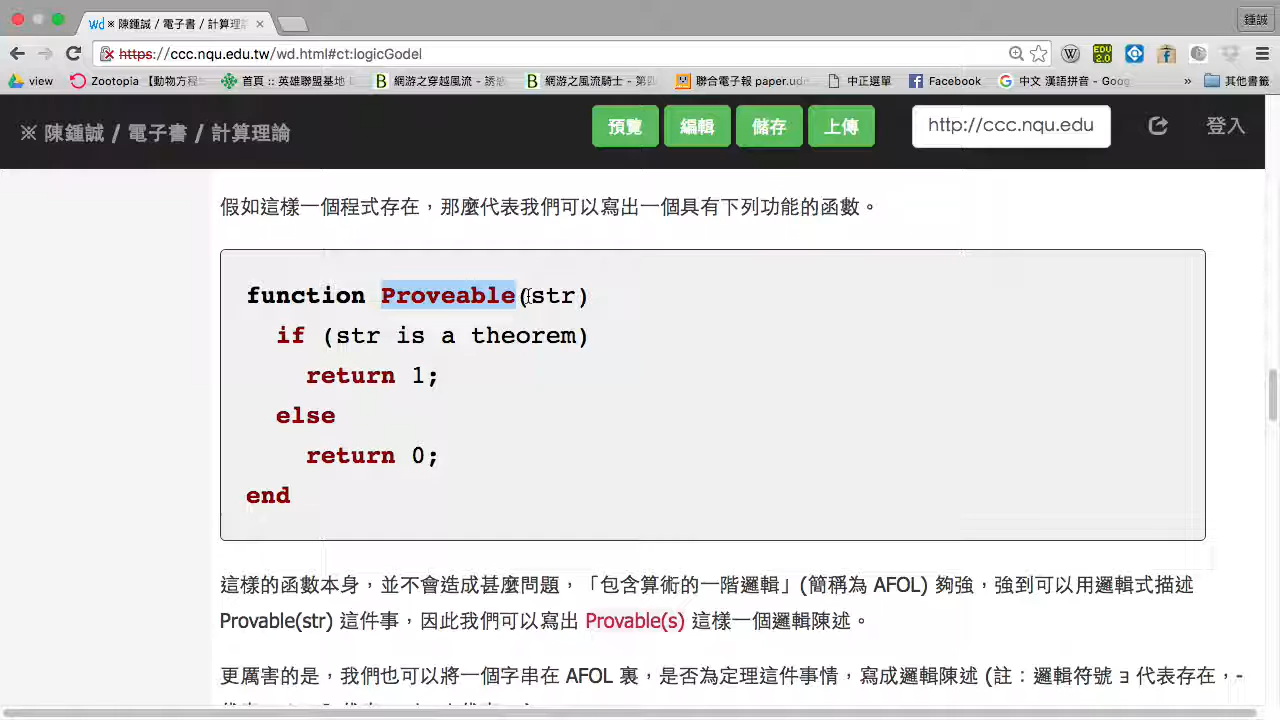 wd ※ 陳鍾誠 / 電子書 / 計算理
鍾誠
https://ccc.nqu.edu.tw/wd.html#ct:logicGodel
view Zootopia 【動物方程 首頁 :: 英雄聯盟基地 網游之穿越風流 - 網游之風流騎士 - 第 聯合電子報 paper.ud 中正選單 Facebook 中文 漢語拼音 - Goog » 其他書籤
※ 陳鍾誠 / 電子書 / 計算理論 預覽 編輯 儲存 上傳 http://ccc.nqu.edu 登入
假如這樣一個程式存在，那麼代表我們可以寫出一個具有下列功能的函數。
function Proveable(str)
if (str is a theorem)
return 1;
else
return 0;
end
這樣的函數本身，並不會造成甚麼問題，「包含算術的一階邏輯」(簡稱為 AFOL) 夠強，強到可以用邏輯式描述
Provable(str) 這件事，因此我們可以寫出 Provable(s) 這樣一個邏輯陳述。
更厲害的是，我們也可以將一個字串在 AFOL 裏，是否為定理這件事情，寫成邏輯陳述 (註：邏輯符號 ∃ 代表存在，-